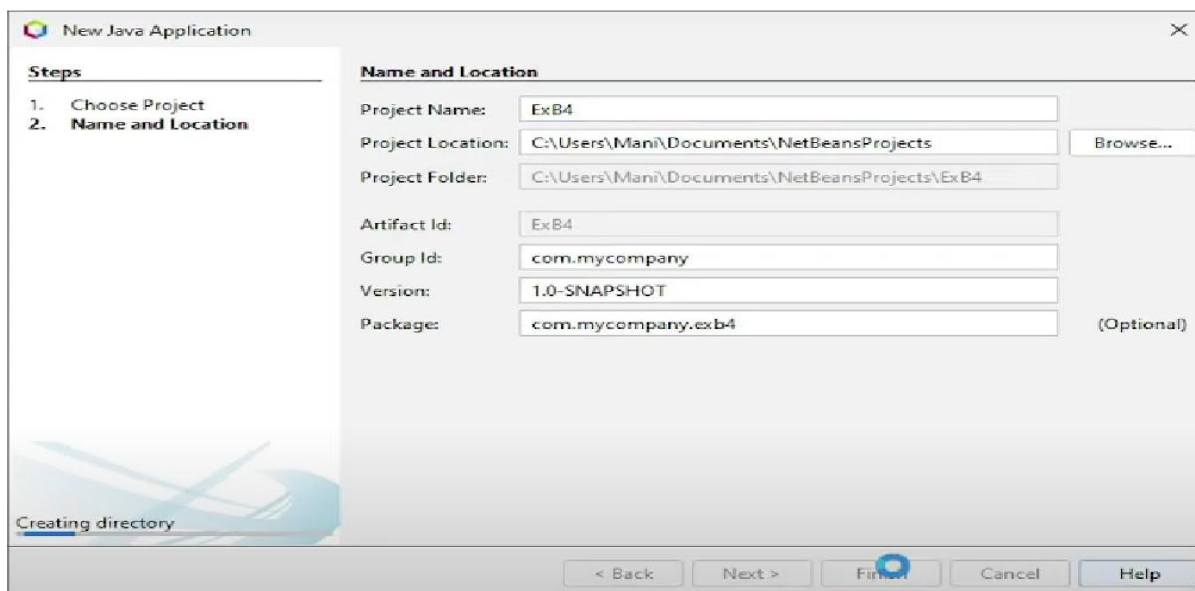 New Java Application
Steps
1. Choose Project
2. Name and Location
Name and Location
Project Name: ExB4
Project Location: C:\Users\Mani\Documents\NetBeansProjects Browse...
Project Folder: C:\Users\Mani\Documents\NetBeansProjects\ExB4
Artifact Id: ExB4
Group Id: com.mycompany
Version: 1.0-SNAPSHOT
Package: com.mycompany.exb4 (Optional)
Creating directory
< Back Next > Finish Cancel Help